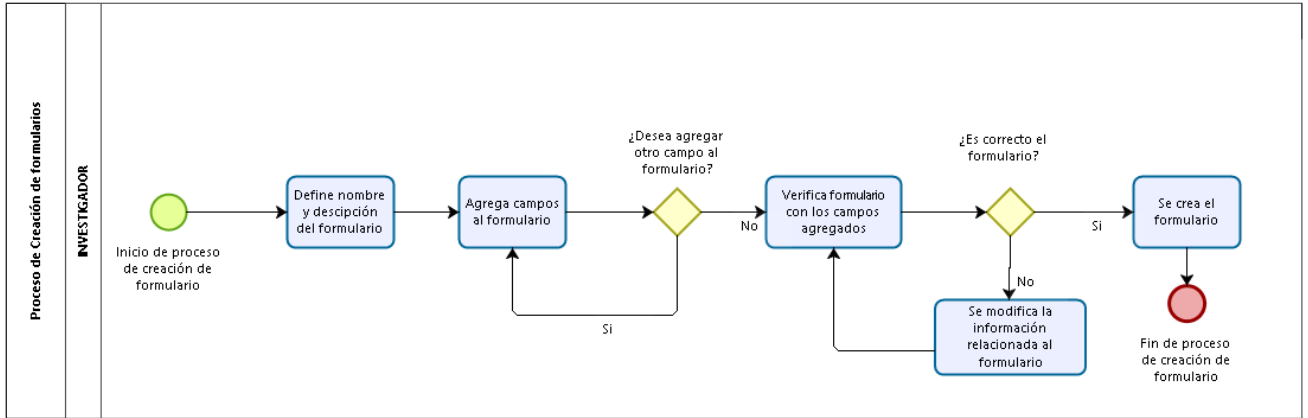 Proceso de Creación de formularios
INVESTIGADOR
Inicio de proceso
de creación de
formulario
Define nombre
y descipción
del formulario
Agrega campos
al formulario
¿Desea agregar
otro campo al
formulario?
Si
No
Verifica formulario
con los campos
agregados
¿Es correcto el
formulario?
No
Se modifica la
información
relacionada al
formulario
Si
Se crea el
formulario
Fin de proceso
de creación de
formulario